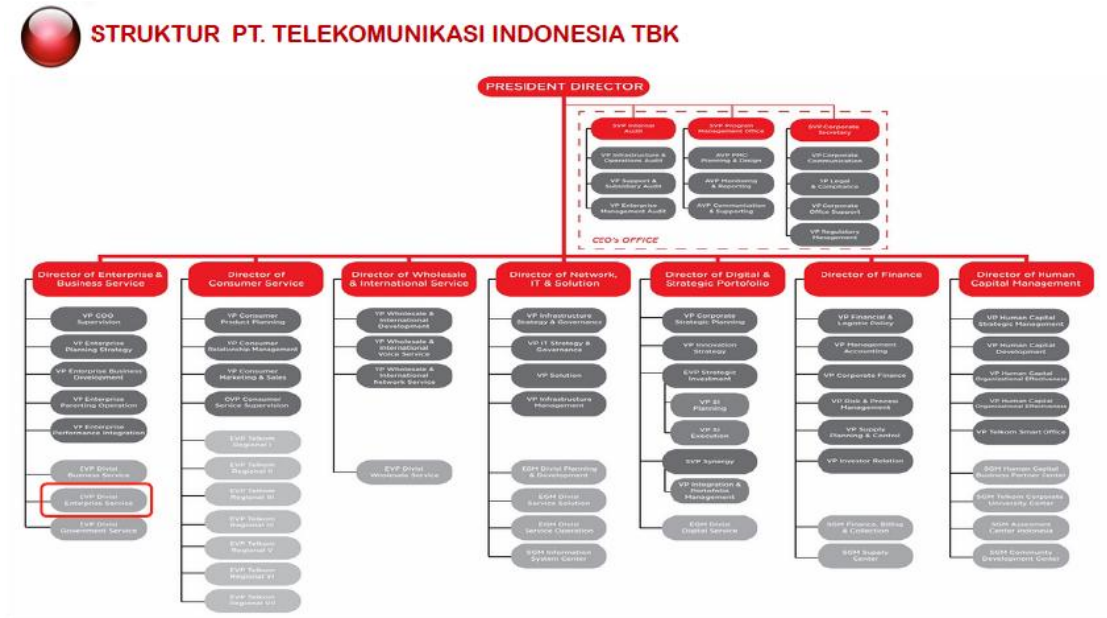 STRUKTUR PT. TELEKOMUNIKASI INDONESIA TBK
PRESIDENT DIRECTOR
SVP Internal
Audit
VP Infrastructure &
Operations Audit
VP Support &
Subsidiary Audit
VP Enterprise
Management Audit
SVP Program
Management Office
AVP PMO
Planning & Design
AVP Monitoring
& Reporting
AVP Communication
& Supporting
SVP Corporate
Secretary
VP Corporate
Communication
VP Legal
& Compliance
VP Corporate
Office Support
VP Regulatory
Management
CEO's OFFICE
Director of Enterprise &
Business Service
VP COO
Supervision
VP Enterprise
Planning Strategy
VP Enterprise Business
Development
VP Enterprise
Parenting Operation
VP Enterprise
Performance Integration
EVP Divisi
Business Service
EVP Divisi
Enterprise Service
EVP Divisi
Government Service
Director of
Consumer Service
VP Consumer
Product Planning
VP Consumer
Relationship Management
VP Consumer
Marketing & Sales
OVP Consumer
Service Supervision
EVP Telkom
Regional I
EVP Telkom
Regional II
EVP Telkom
Regional III
EVP Telkom
Regional
EVP Telkom
Regional V
EVP Telkom
Regional VI
EVP Telkom
Regional
Director of Wholesale
& International Service
VP Wholesale &
International
Development
VP Wholesale &
International
Voice Service
VP Wholesale &
International
Network Service
EVP Divisi
Wholesale Service
Director of Network,
IT & Solution
VP Infrastructure
Strategy & Governance
VP IT Strategy &
Governance
VP Solution
VP Infrastructure
Management
EGM Divisi Planning
& Development
EGM Divisi
Service Solution
EGM Divisi
Service Operation
SGM Information
System Center
Director of Digital &
Strategic Portofolio
VP Corporate
Strategic Planning
VP Innovation
Strategy
EVP Strategic
Investment
VP SI
Planning
VP SI
Execution
SVP Synergy
VP Integration &
Portofolio
Management
EGM Divisi
Digital Service
Director of Finance
VP Financial &
Logistic Policy
VP Management
Accounting
VP Corporate Finance
VP Risk & Process
Management
VP Supply
Planning & Control
VP Investor Relation
SGM Finance, Billing
& Collection
SGM Supply
Center
Director of Human
Capital Management
VP Human Capital
Strategic Management
VP Human Capital
Development
VP Human Capital
Organizational Effectiveness
VP Human Capital
Organizational Effectiveness
VP Telkom Smart Office
SGM Human Capital
Business Partner Center
SGM Telkom Corporate
University Center
SGM Assessment
Center Indonesia
SGM Community
Development Center